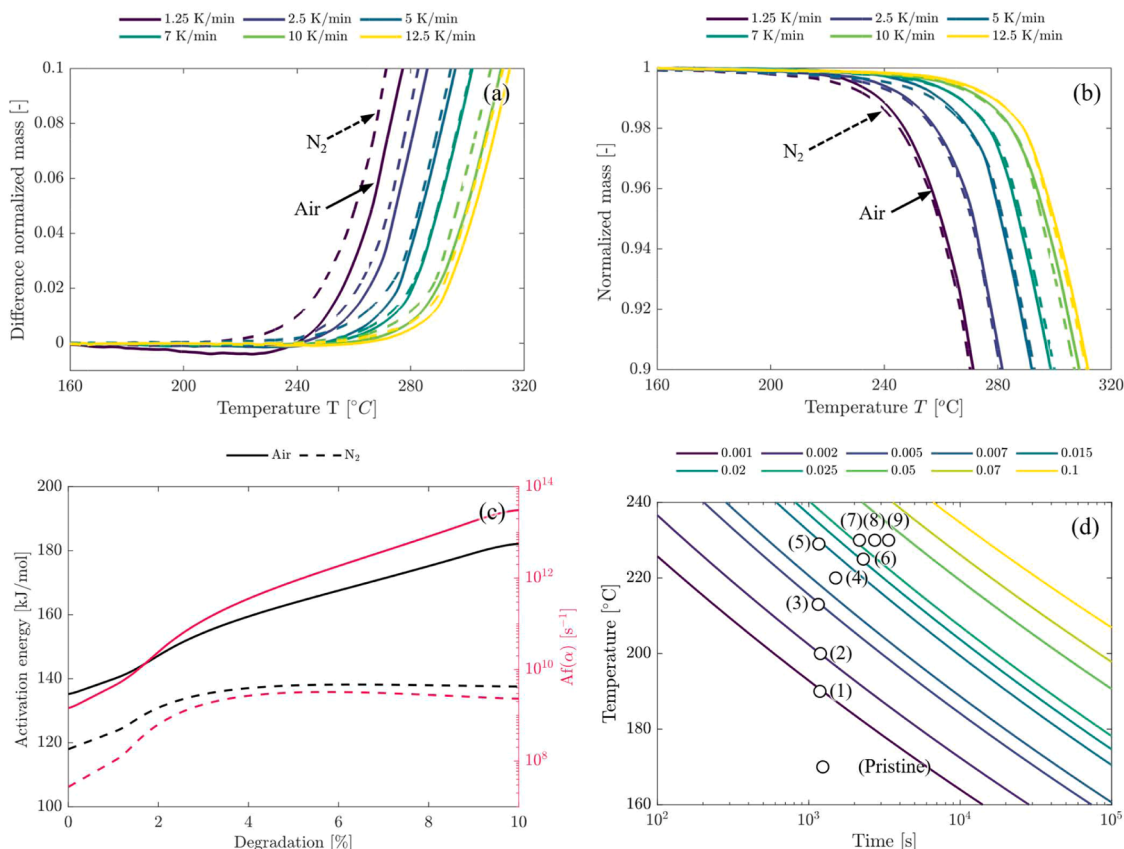 1.25 K/min 2.5 K/min 5 K/min
7 K/min 10 K/min 12.5 K/min
0.1
0.08
0.06
0.04
0.02
0
160 200 240 280 320
Difference normalized mass [-]
Temperature T [°C]
(a)
N2
Air
1.25 K/min 2.5 K/min 5 K/min
7 K/min 10 K/min 12.5 K/min
1
0.98
0.96
0.94
0.92
0.9
160 200 240 280 320
Normalized mass [-]
Temperature T [°C]
(b)
N2
Air
Air N2
200
180
160
140
120
100
0 2 4 6 8 10
Activation energy [kJ/mol]
Degradation [%]
10^14
10^12
10^10
10^8
Af(α) [s^−1]
(c)
0.001 0.002 0.005 0.007 0.015
0.02 0.025 0.05 0.07 0.1
240
220
200
180
160
10^2 10^3 10^4 10^5
Temperature [°C]
Time [s]
(7) (8) (9)
(5)
(6)
(4)
(3)
(2)
(1)
(Pristine)
(d)